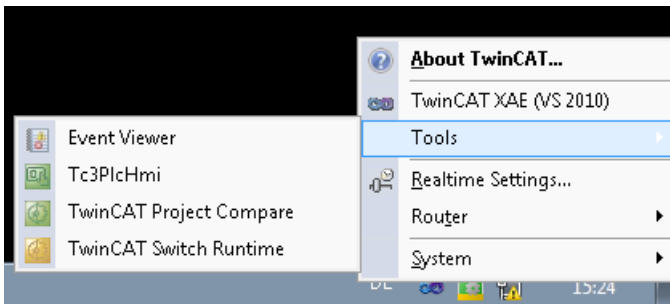 About TwinCAT...
TwinCAT XAE (VS 2010)
Tools
Realtime Settings...
Router
System
Event Viewer
Tc3PlcHmi
TwinCAT Project Compare
TwinCAT Switch Runtime
DE
15:24